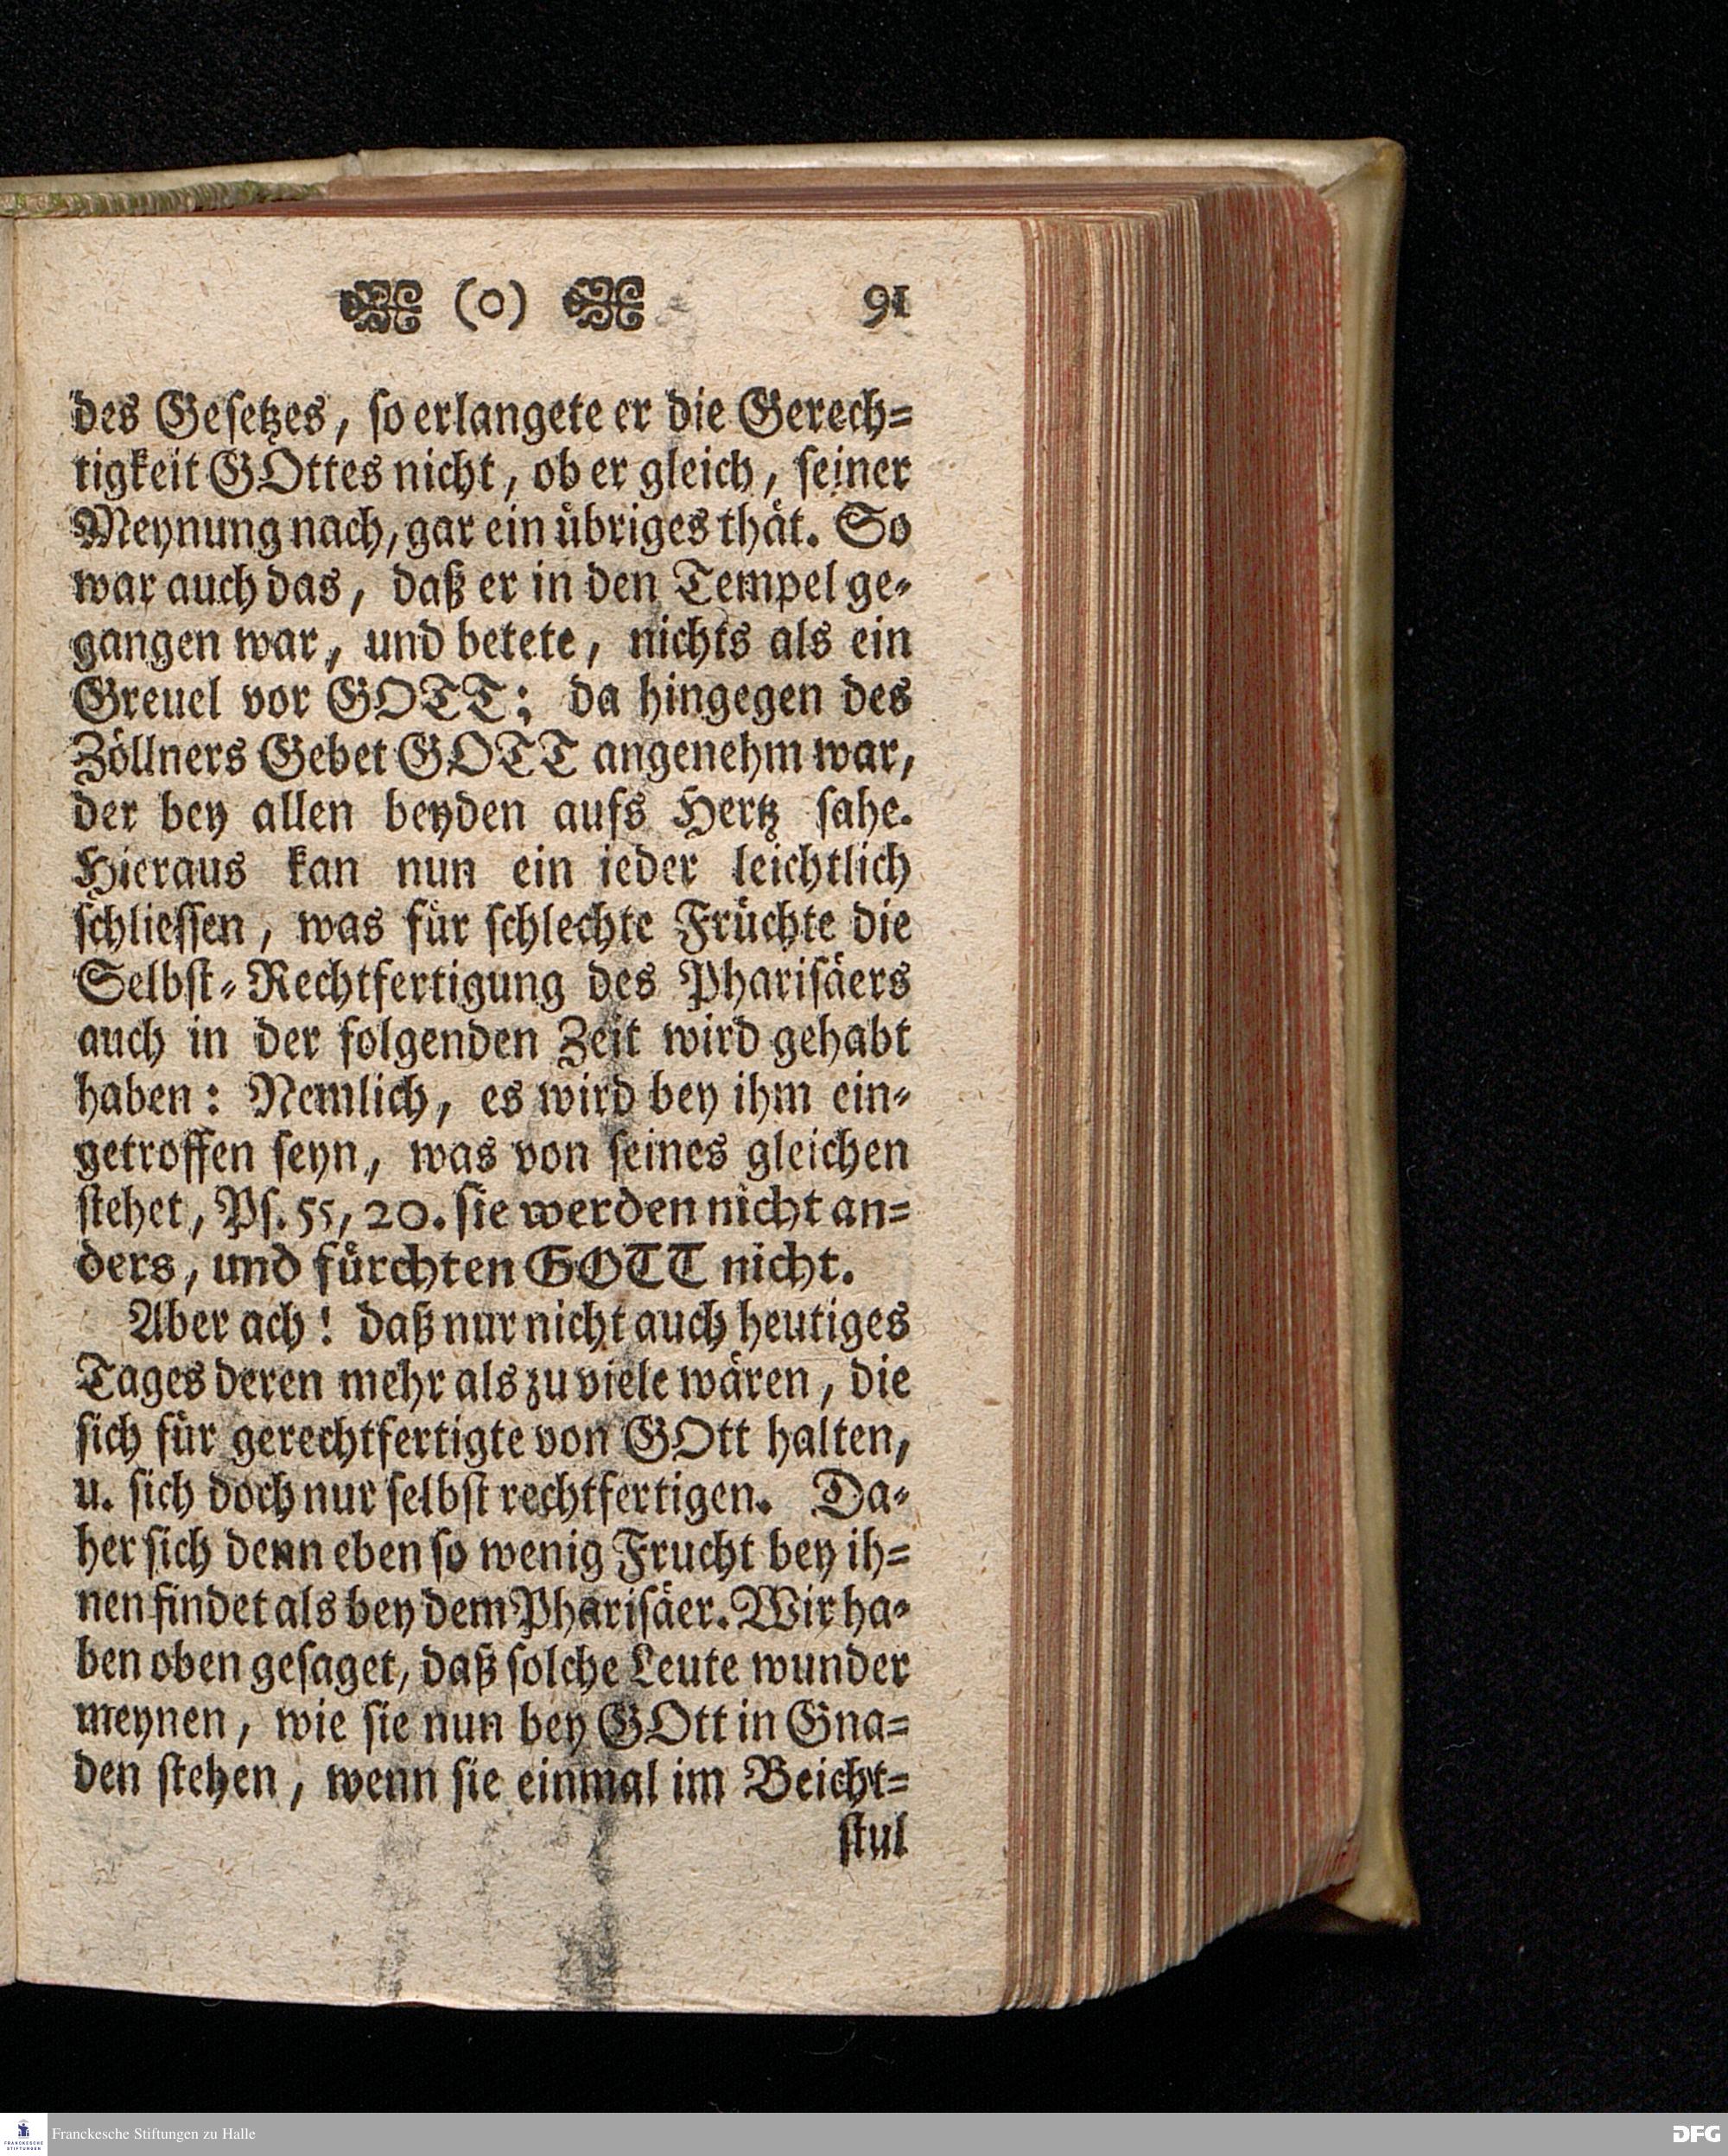 (o) 91
des Gesetzes, so erlangete er die Gerech=
tigkeit GOttes nicht, ob er gleich, seiner
Meynung nach, gar ein übriges thät. So
war auch das, daß er in den Tempel ge=
gangen war, und betete, nichts als ein
Greuel vor GOTT; da hingegen des
Zöllners Gebet GOTT angenehm war,
der bey allen beyden aufs Hertz sahe.
Hieraus kan nun ein ieder leichtlich
schliessen, was für schlechte Früchte die
Selbst=Rechtfertigung des Pharisäers
auch in der folgenden Zeit wird gehabt
haben: Nemlich, es wird bey ihm ein=
getroffen seyn, was von seines gleichen
stehet, Ps. 55, 20. sie werden nicht an=
ders, und fürchten GOTT nicht.
Aber ach! daß nur nicht auch heutiges
Tages deren mehr als zu viele wären, die
sich für gerechtfertigte von GOtt halten,
u. sich doch nur selbst rechtfertigen. Da=
her sich denn eben so wenig Frucht bey ih=
nen findet als bey dem Pharisäer. Wir ha=
ben oben gesaget, daß solche Leute wunder
meynen, wie sie nun bey GOtt in Gna=
den stehen, wenn sie einmal im Beicht=
stul
FRANCKESCHE STIFTUNGEN
Franckesche Stiftungen zu Halle
DFG